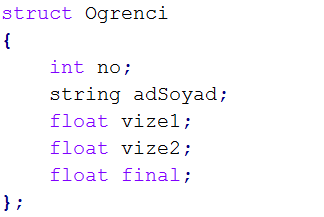 struct Ogrenci
{
    int no;
    string adSoyad;
    float vize1;
    float vize2;
    float final;
};